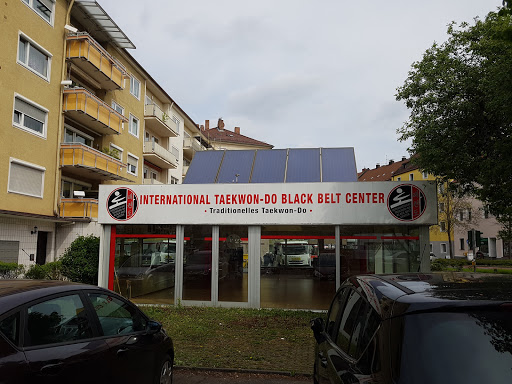 INTERNATIONAL TAEKWON-DO BLACK BELT CENTER
· Traditionelles Taekwon-Do ·